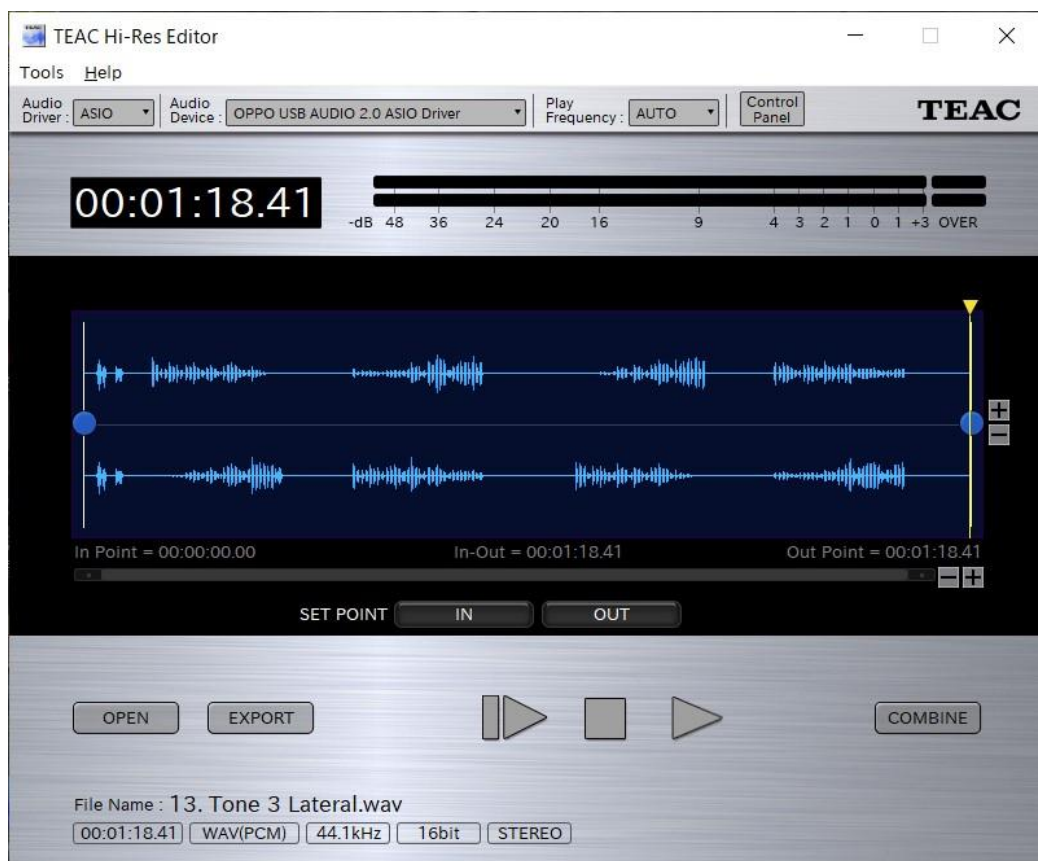 TEAC Hi-Res Editor
Tools Help
Audio Driver : ASIO Audio Device : OPPO USB AUDIO 2.0 ASIO Driver Play Frequency : AUTO Control Panel TEAC
00:01:18.41
-dB 48 36 24 20 16 9 4 3 2 1 0 1 +3 OVER
In Point = 00:00:00.00 In-Out = 00:01:18.41 Out Point = 00:01:18.41
SET POINT IN OUT
OPEN EXPORT COMBINE
File Name : 13. Tone 3 Lateral.wav
00:01:18.41 WAV(PCM) 44.1kHz 16bit STEREO